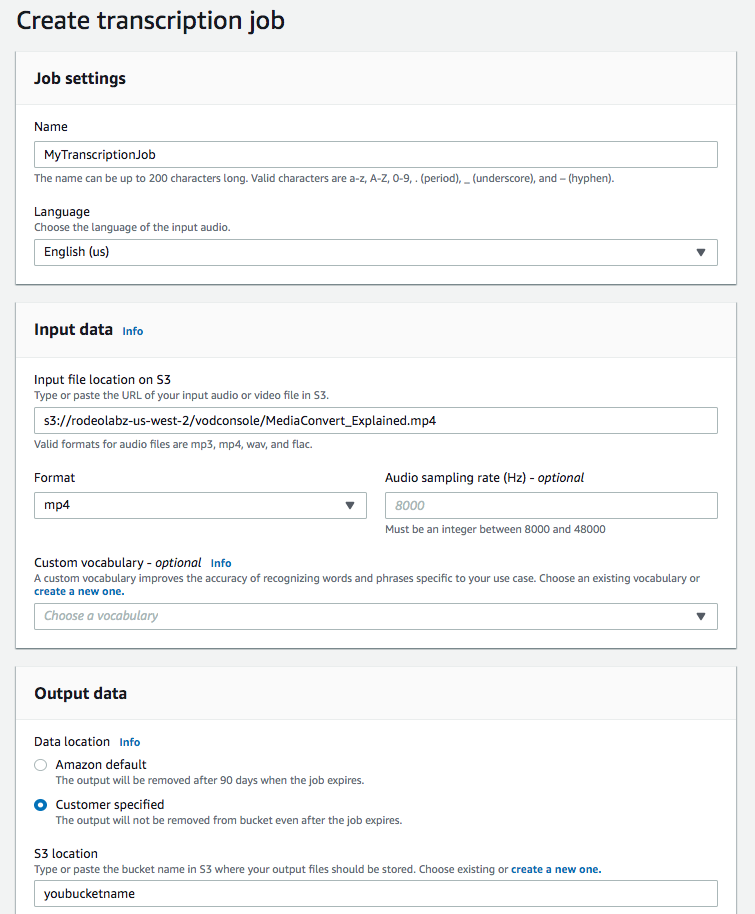 Create transcription job
Job settings
Name
MyTranscriptionJob
The name can be up to 200 characters long. Valid characters are a-z, A-Z, 0-9, . (period), _ (underscore), and – (hyphen).
Language
Choose the language of the input audio.
English (us)
Input data Info
Input file location on S3
Type or paste the URL of your input audio or video file in S3.
s3://rodeolabz-us-west-2/vodconsole/MediaConvert_Explained.mp4
Valid formats for audio files are mp3, mp4, wav, and flac.
Format
mp4
Audio sampling rate (Hz) - optional
8000
Must be an integer between 8000 and 48000
Custom vocabulary - optional Info
A custom vocabulary improves the accuracy of recognizing words and phrases specific to your use case. Choose an existing vocabulary or
create a new one.
Choose a vocabulary
Output data
Data location Info
Amazon default
The output will be removed after 90 days when the job expires.
Customer specified
The output will not be removed from bucket even after the job expires.
S3 location
Type or paste the bucket name in S3 where your output files should be stored. Choose existing or create a new one.
youbucketname